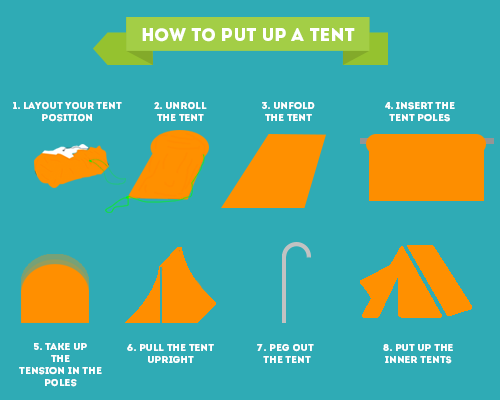 HOW TO PUT UP A TENT
1. LAYOUT YOUR TENT
POSITION
2. UNROLL
THE TENT
3. UNFOLD
THE TENT
4. INSERT THE
TENT POLES
5. TAKE UP
THE
TENSION IN THE
POLES
6. PULL THE TENT
UPRIGHT
7. PEG OUT
THE TENT
8. PUT UP THE
INNER TENTS